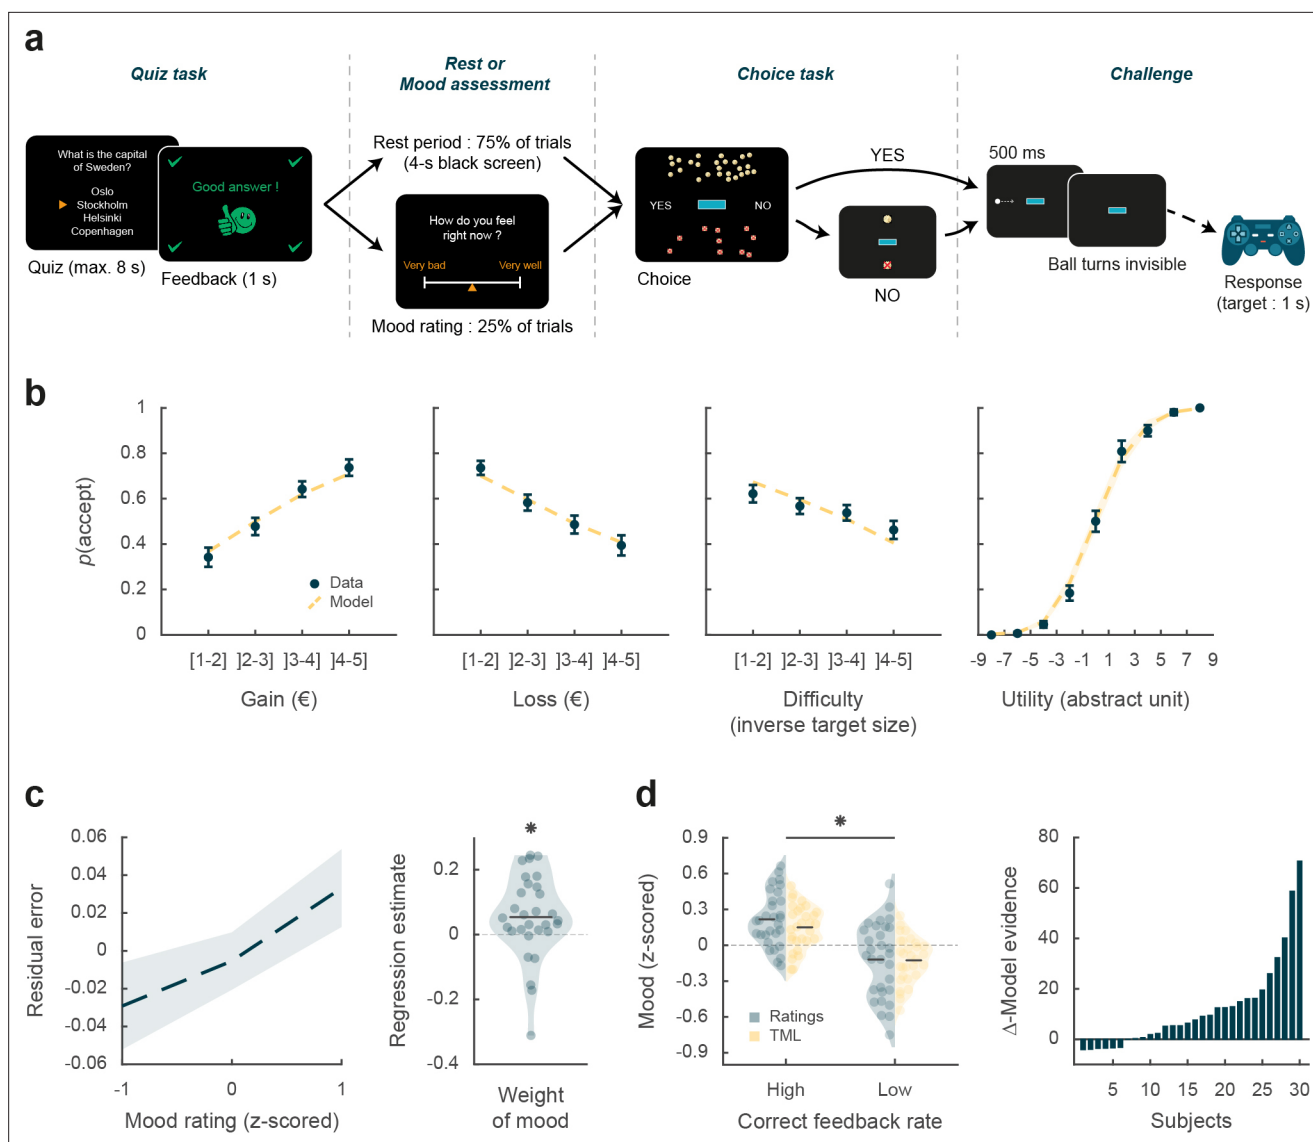 a
Quiz task
Rest or
Mood assessment
Choice task
Challenge
What is the capital
of Sweden?
Oslo
Stockholm
Helsinki
Copenhagen
Quiz (max. 8 s)
Good answer !
Feedback (1 s)
Rest period : 75% of trials
(4-s black screen)
How do you feel
right now ?
Very bad
Very well
Mood rating : 25% of trials
YES
NO
Choice
YES
NO
500 ms
Ball turns invisible
Response
(target : 1 s)
b
p(accept)
1
0.8
0.6
0.4
0.2
0
Data
Model
[1-2] ]2-3] ]3-4] ]4-5]
Gain (€)
[1-2] ]2-3] ]3-4] ]4-5]
Loss (€)
[1-2] ]2-3] ]3-4] ]4-5]
Difficulty
(inverse target size)
-9 -7 -5 -3 -1 1 3 5 7 9
Utility (abstract unit)
c
Residual error
0.06
0.04
0.02
0
-0.02
-0.04
-0.06
-1 0 1
Mood rating (z-scored)
Regression estimate
0.2
0
-0.2
-0.4
Weight
of mood
d
Mood (z-scored)
0.9
0.6
0.3
0
-0.3
-0.6
-0.9
Ratings
TML
High Low
Correct feedback rate
Δ-Model evidence
80
60
40
20
0
5 10 15 20 25 30
Subjects